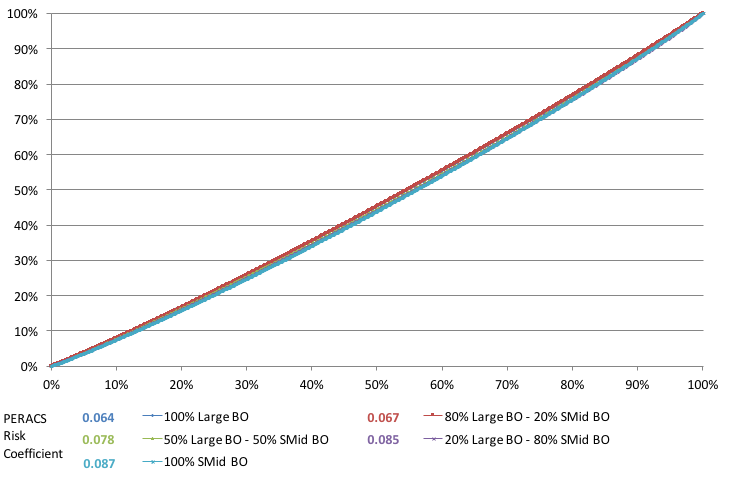 100%
90%
80%
70%
60%
50%
40%
30%
20%
10%
0%
0% 10% 20% 30% 40% 50% 60% 70% 80% 90% 100%
PERACS 0.064 100% Large BO 0.067 80% Large BO - 20% SMid BO
Risk 0.078 50% Large BO - 50% SMid BO 0.085 20% Large BO - 80% SMid BO
Coefficient 0.087 100% SMid BO